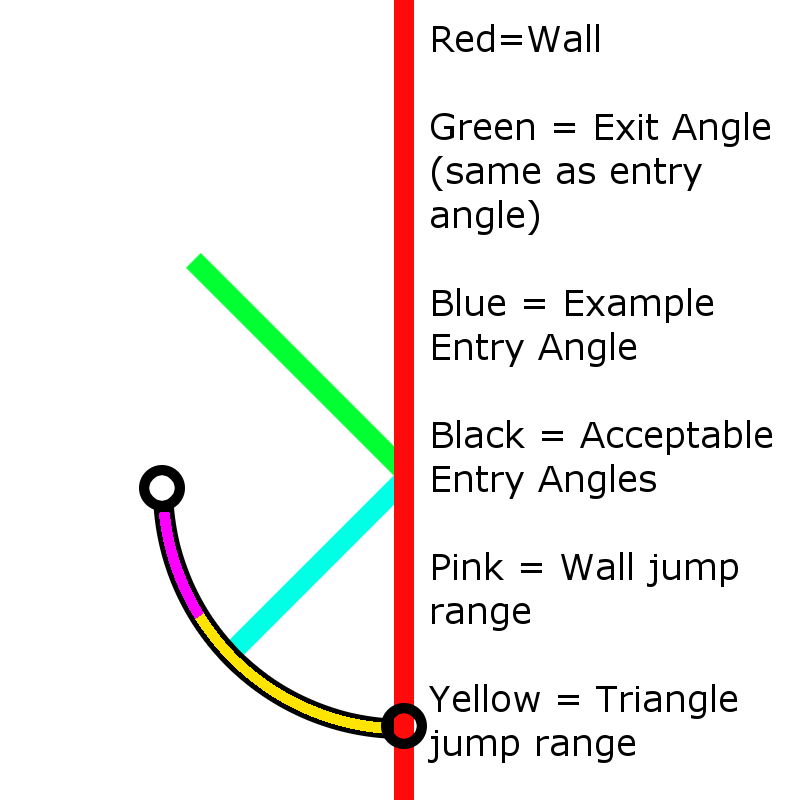 Red=Wall
Green = Exit Angle
(same as entry
angle)
Blue = Example
Entry Angle
Black = Acceptable
Entry Angles
Pink = Wall jump
range
Yellow = Triangle
jump range